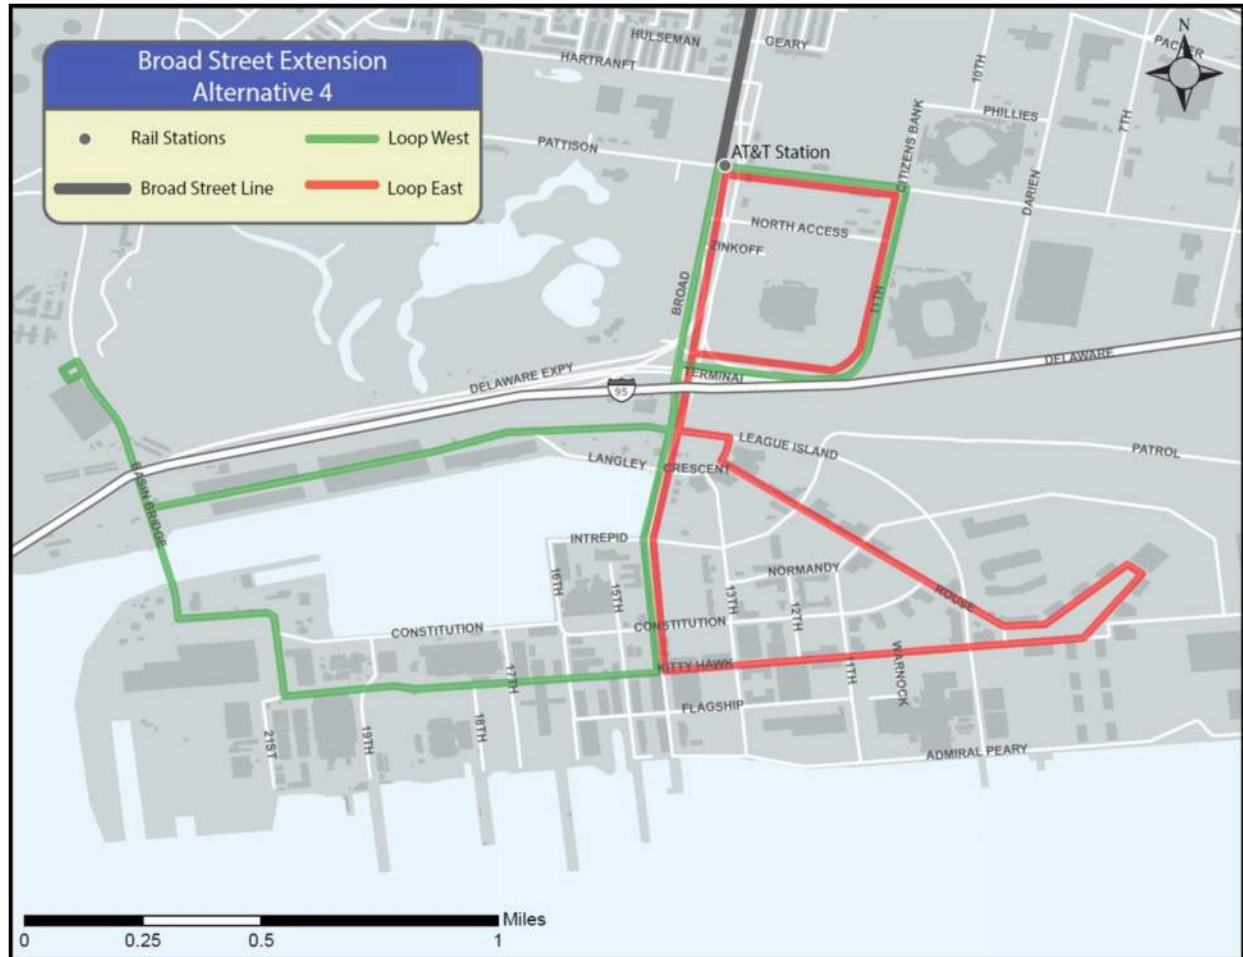 Broad Street Extension
Alternative 4
Rail Stations
Loop West
Broad Street Line
Loop East
HULSEMAN
GEARY
HARTRANFT
PACKER
N
10TH
PHILLIES
7TH
CITIZENS BANK
PATTISON
AT&T Station
DARIEN
NORTH ACCESS
ZINKOFF
BROAD
11TH
DELAWARE
TERMINAL
DELAWARE EXPY
95
LEAGUE ISLAND
PATROL
LANGLEY
CRESCENT
BASIN BRIDGE
INTREPID
16TH
15TH
NORMANDY
13TH
12TH
ROUSE
CONSTITUTION
CONSTITUTION
KITTY HAWK
17TH
11TH
WARNOCK
FLAGSHIP
21ST
19TH
18TH
ADMIRAL PEARY
Miles
0
0.25
0.5
1